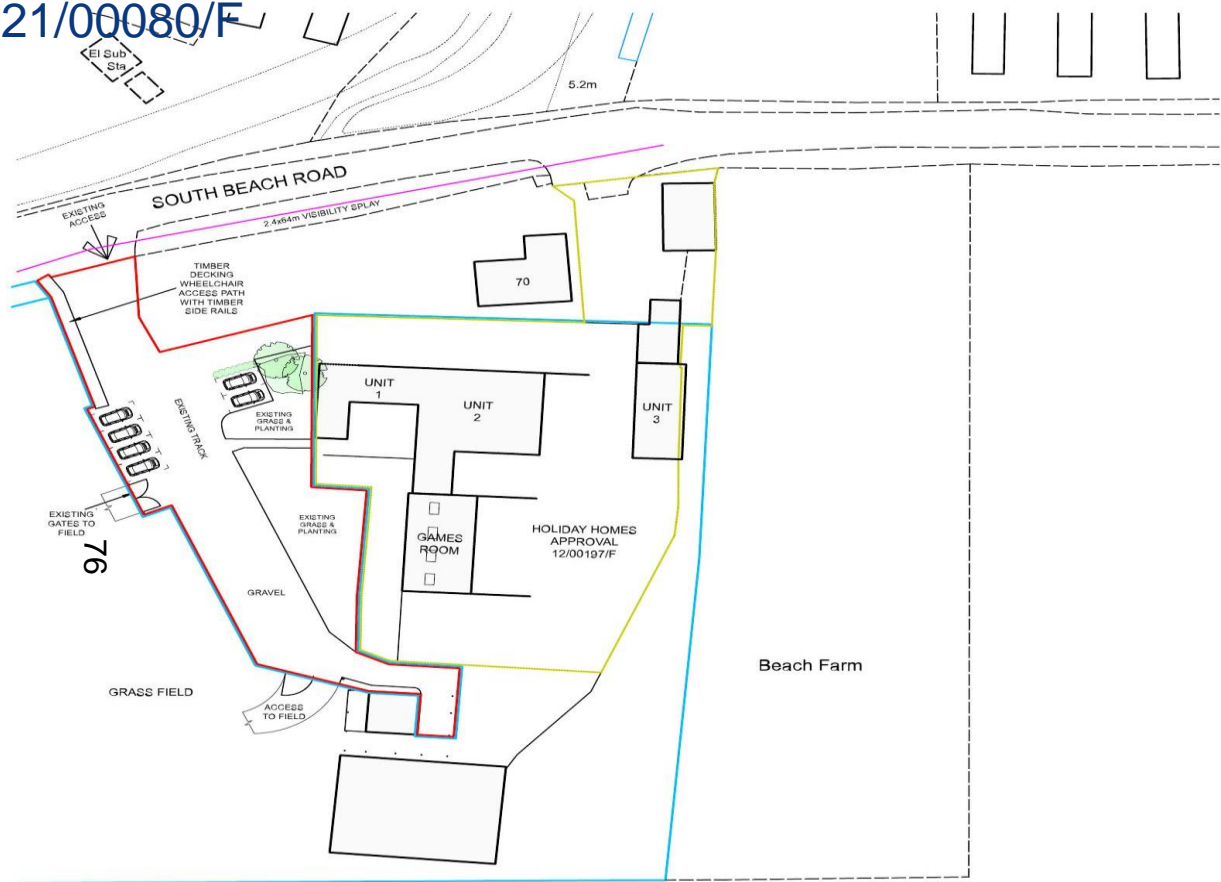 21/00080/F
El Sub
Sta
5.2m
SOUTH BEACH ROAD
EXISTING
ACCESS
2.4x64m VISIBILITY SPLAY
TIMBER
DECKING
WHEELCHAIR
ACCESS PATH
WITH TIMBER
SIDE RAILS
70
EXISTING TRACK
EXISTING
GRASS &
PLANTING
UNIT
1
UNIT
2
UNIT
3
EXISTING
GATES TO
FIELD
76
EXISTING
GRASS &
PLANTING
GAMES
ROOM
HOLIDAY HOMES
APPROVAL
12/00197/F
GRAVEL
GRASS FIELD
ACCESS
TO FIELD
Beach Farm